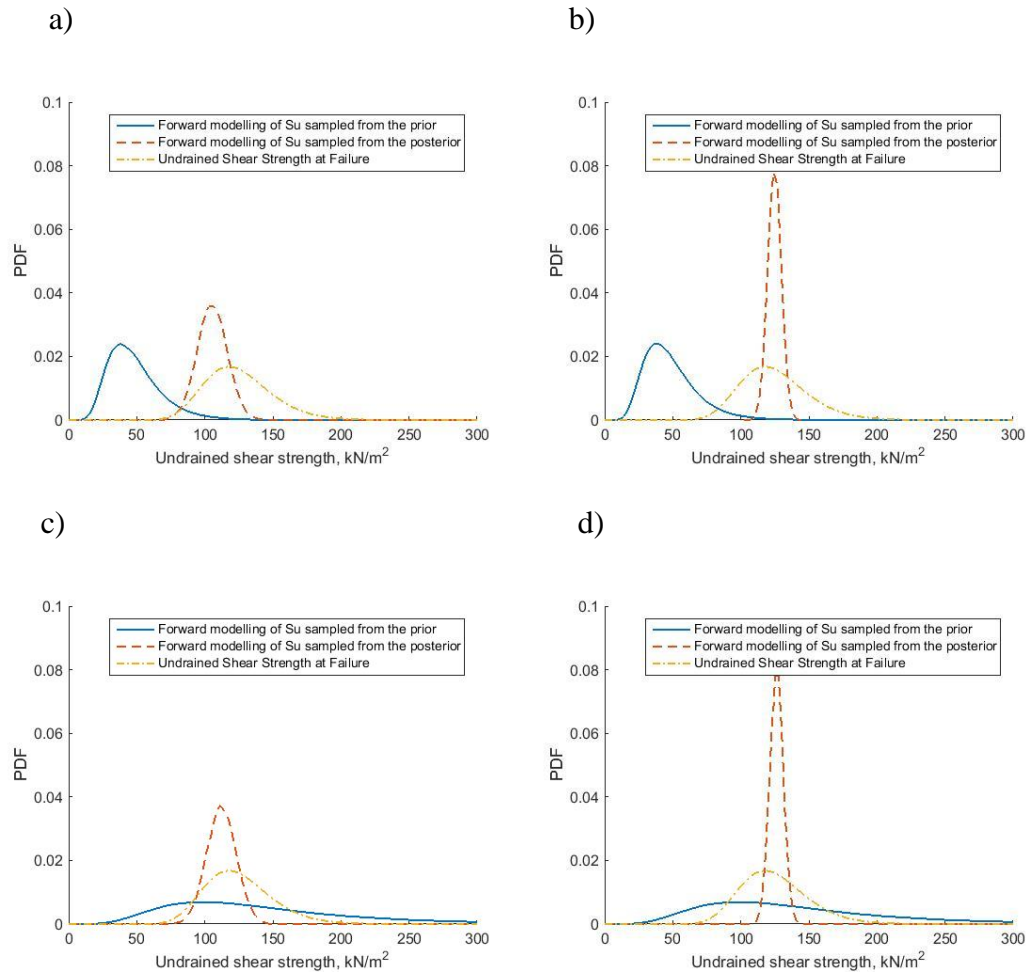 a)
b)
0.1
0.08
0.06
0.04
0.02
0
PDF
Forward modelling of Su sampled from the prior
Forward modelling of Su sampled from the posterior
Undrained Shear Strength at Failure
0 50 100 150 200 250 300
Undrained shear strength, kN/m²
0.1
0.08
0.06
0.04
0.02
0
PDF
Forward modelling of Su sampled from the prior
Forward modelling of Su sampled from the posterior
Undrained Shear Strength at Failure
0 50 100 150 200 250 300
Undrained shear strength, kN/m²
c)
d)
0.1
0.08
0.06
0.04
0.02
0
PDF
Forward modelling of Su sampled from the prior
Forward modelling of Su sampled from the posterior
Undrained Shear Strength at Failure
0 50 100 150 200 250 300
Undrained shear strength, kN/m²
0.1
0.08
0.06
0.04
0.02
0
PDF
Forward modelling of Su sampled from the prior
Forward modelling of Su sampled from the posterior
Undrained Shear Strength at Failure
0 50 100 150 200 250 300
Undrained shear strength, kN/m²